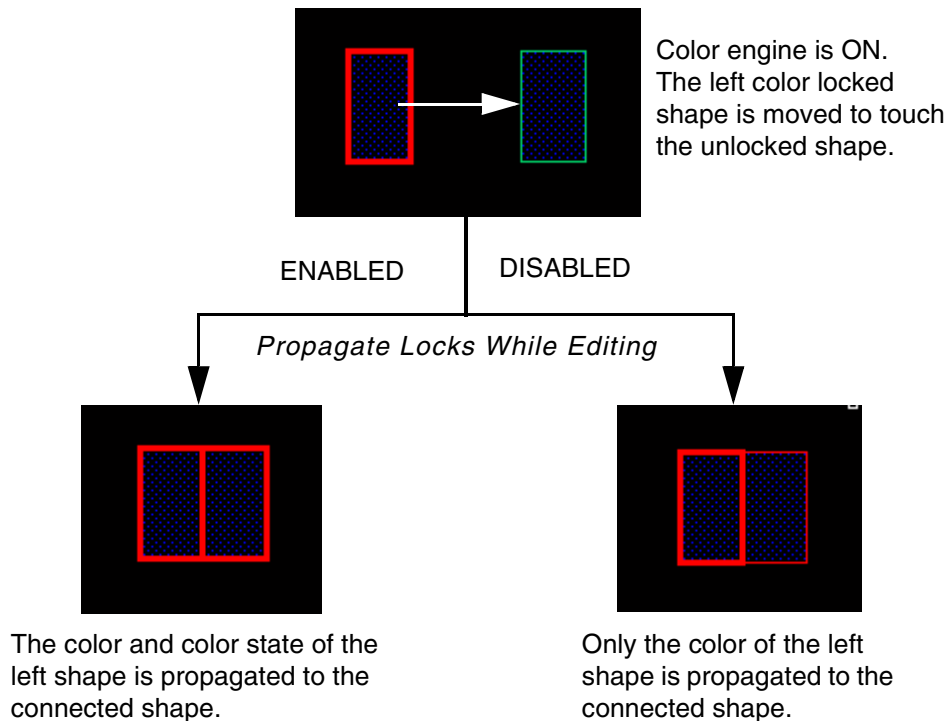 Color engine is ON.
The left color locked
shape is moved to touch
the unlocked shape.
ENABLED
DISABLED
Propagate Locks While Editing
The color and color state of the
left shape is propagated to the
connected shape.
Only the color of the left
shape is propagated to the
connected shape.